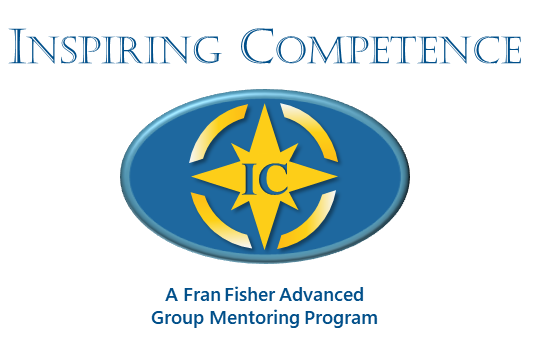 INSPIRING COMPETENCE
IC
A Fran Fisher Advanced
Group Mentoring Program